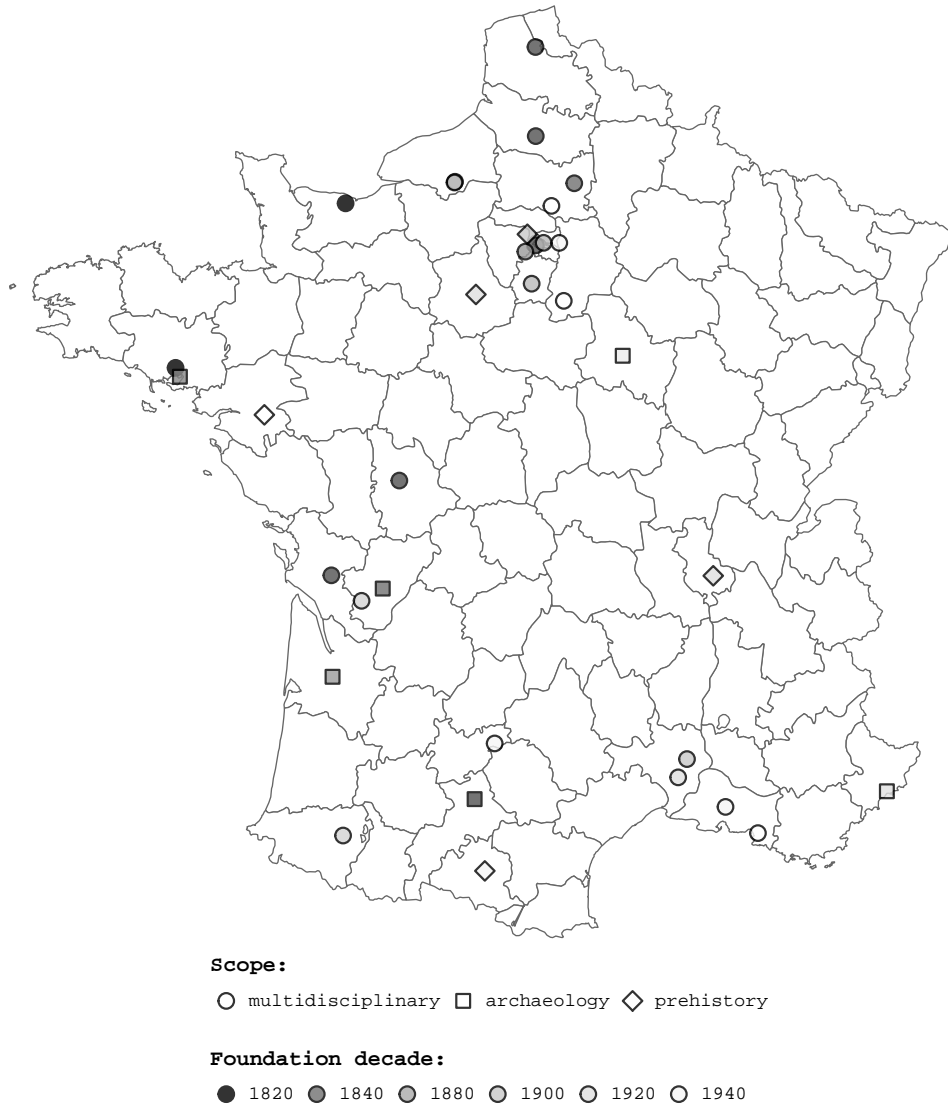 Scope:
multidisciplinary archaeology prehistory
Foundation decade:
1820 1840 1880 1900 1920 1940